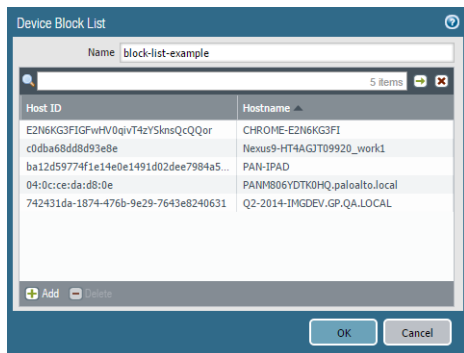 Device Block List
Name block-list-example
5 items
Host ID Hostname
E2N6KG3FIGFwHV0qivT4zYSknsQcQQor CHROME-E2N6KG3FI
c0dba68dd8d93e8e Nexus9-HT4AGJT09920_work1
ba12d59774f1e14e0e1491d02dee7984a5... PAN-IPAD
04:0c:ce:da:d8:0e PANM806YDTK0HQ.paloalto.local
742431da-1874-476b-9e29-7643e8240631 Q2-2014-IMGDEV.GP.QA.LOCAL
Add Delete
OK Cancel